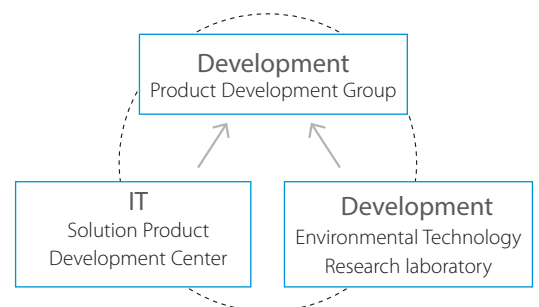 Development
Product Development Group
IT
Solution Product
Development Center
Development
Environmental Technology
Research laboratory